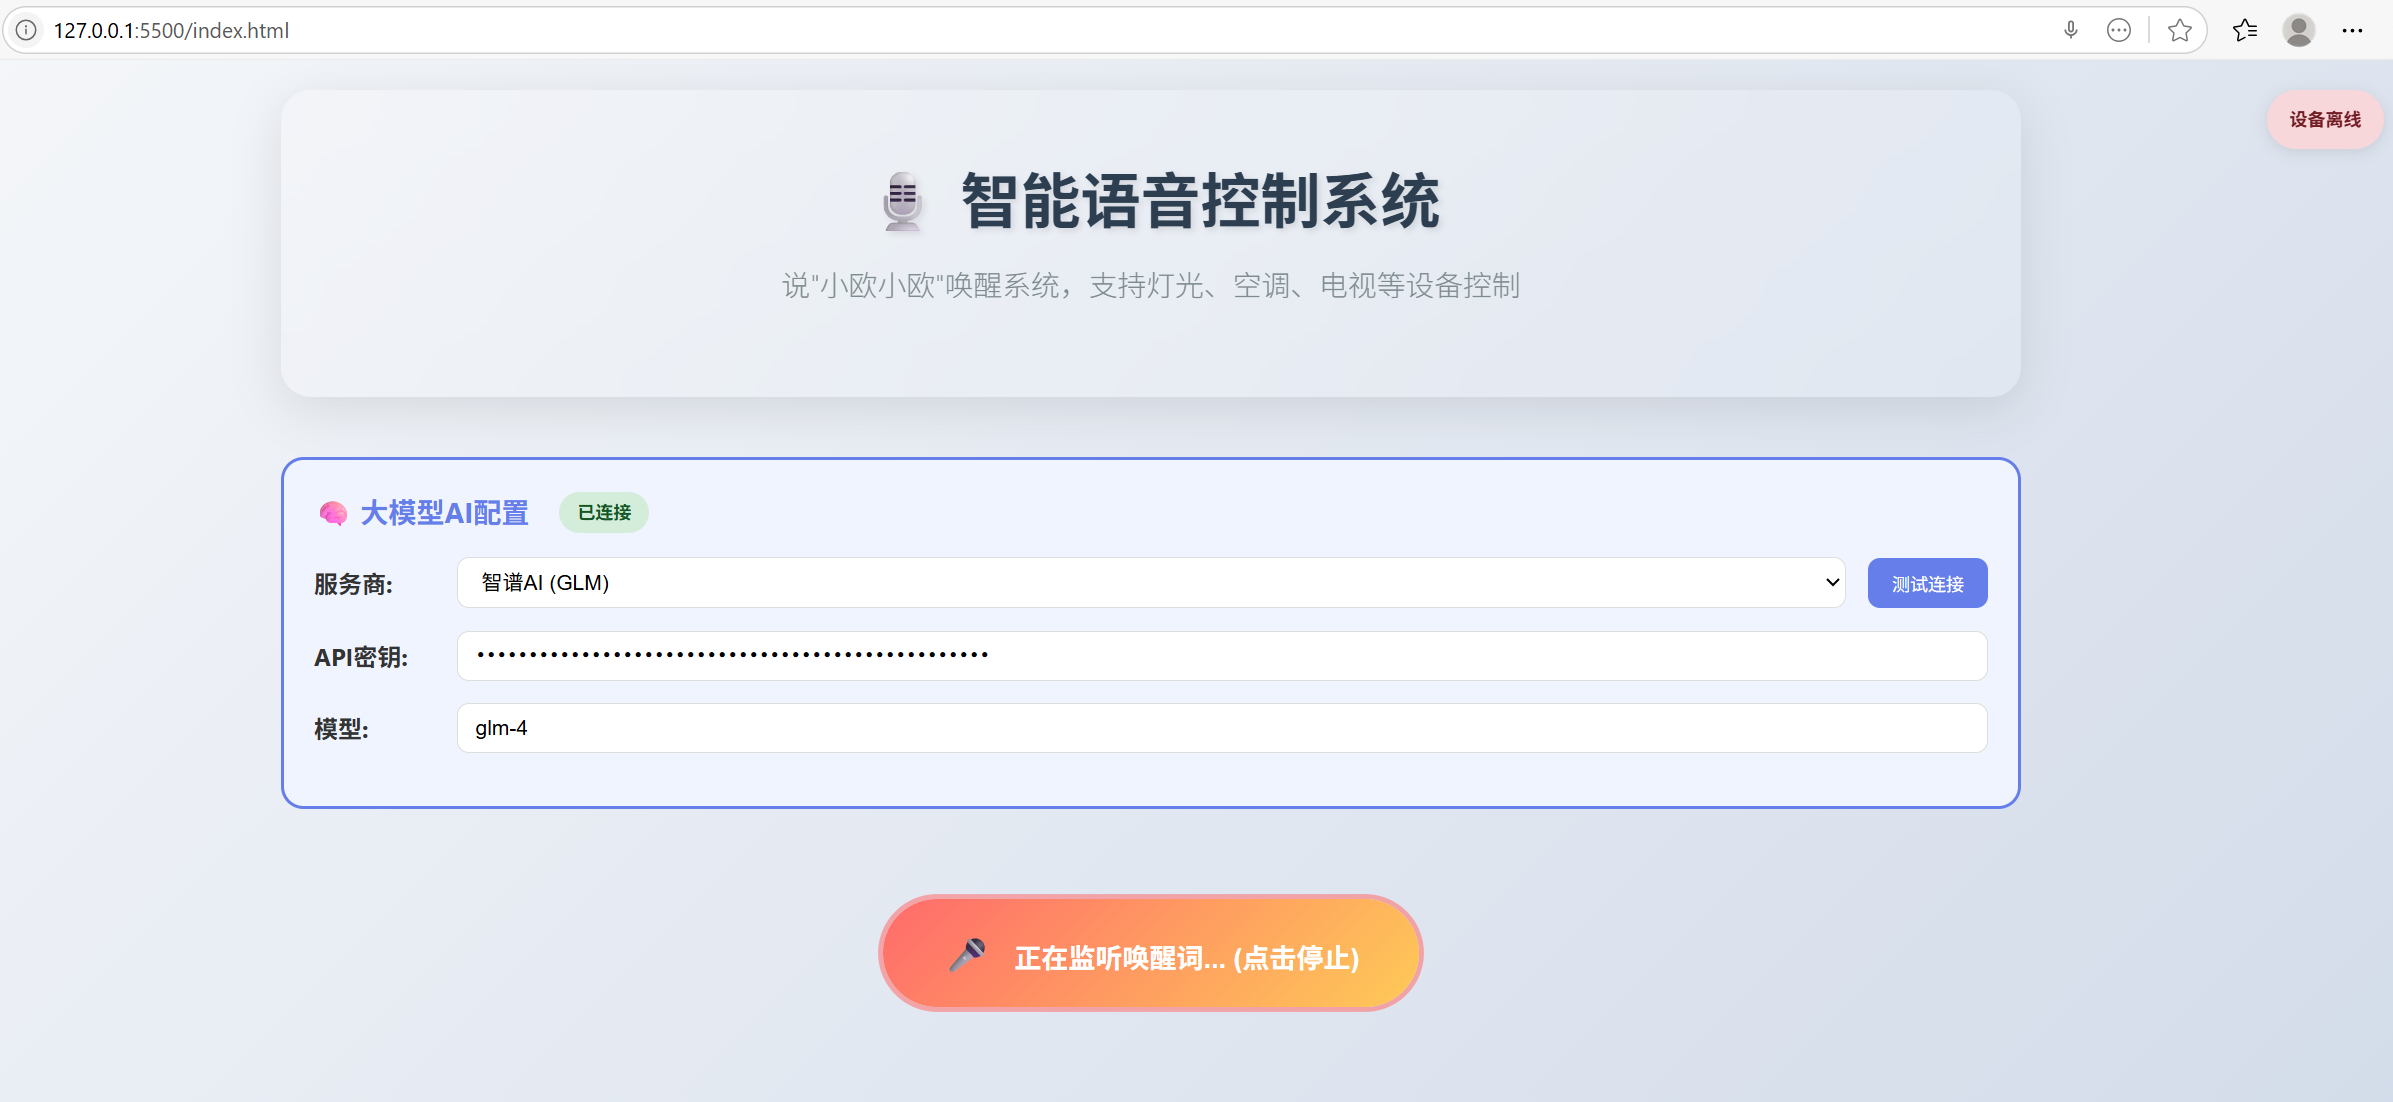 127.0.0.1:5500/index.html
设备离线
智能语音控制系统
说"小欧小欧"唤醒系统，支持灯光、空调、电视等设备控制
大模型AI配置 已连接
服务商: 智谱AI (GLM) 测试连接
API密钥: •••••••••••••••••••••••••••••••••••••••••••••••••
模型: glm-4
正在监听唤醒词... (点击停止)